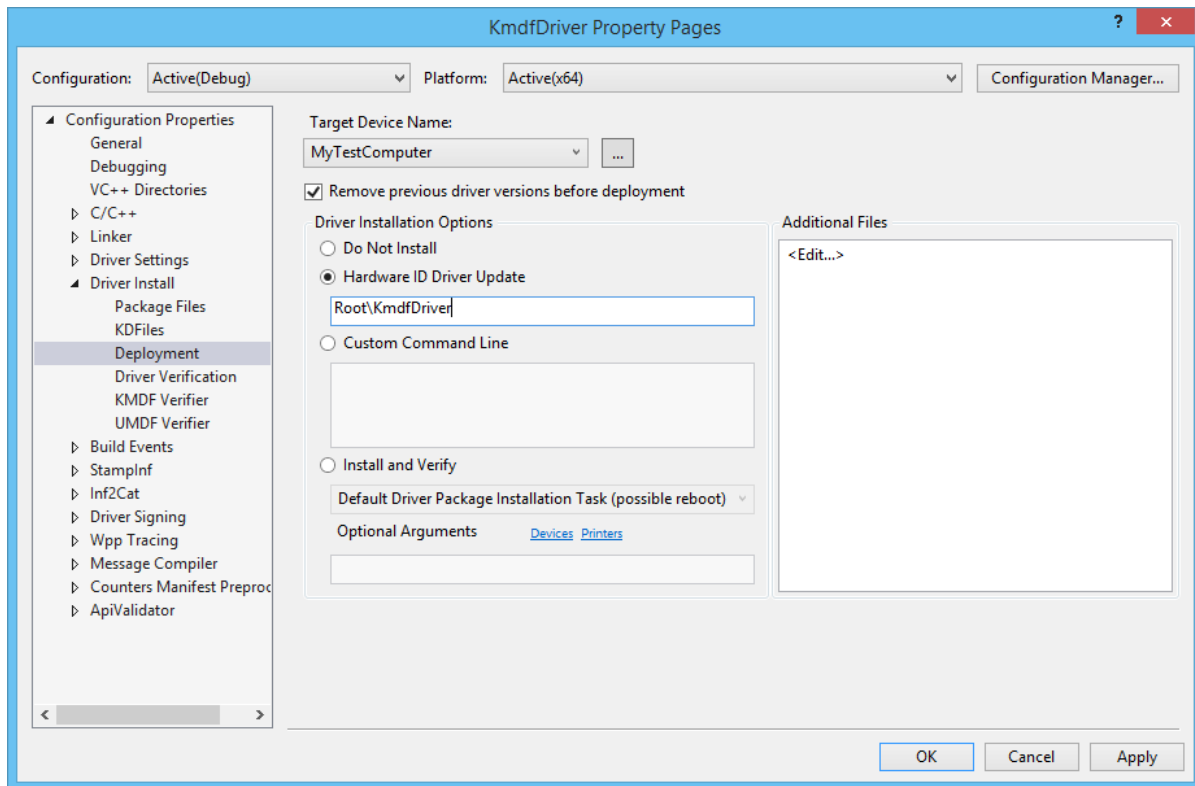 KmdfDriver Property Pages
?
Configuration: Active(Debug) Platform: Active(x64) Configuration Manager...
Configuration Properties
General
Debugging
VC++ Directories
C/C++
Linker
Driver Settings
Driver Install
Package Files
KDFiles
Deployment
Driver Verification
KMDF Verifier
UMDF Verifier
Build Events
StampInf
Inf2Cat
Driver Signing
Wpp Tracing
Message Compiler
Counters Manifest Preproc
ApiValidator
Target Device Name:
MyTestComputer ...
Remove previous driver versions before deployment
Driver Installation Options
Do Not Install
Hardware ID Driver Update
Root\KmdfDriver
Custom Command Line
Install and Verify
Default Driver Package Installation Task (possible reboot)
Optional Arguments Devices Printers
Additional Files
<Edit...>
OK Cancel Apply